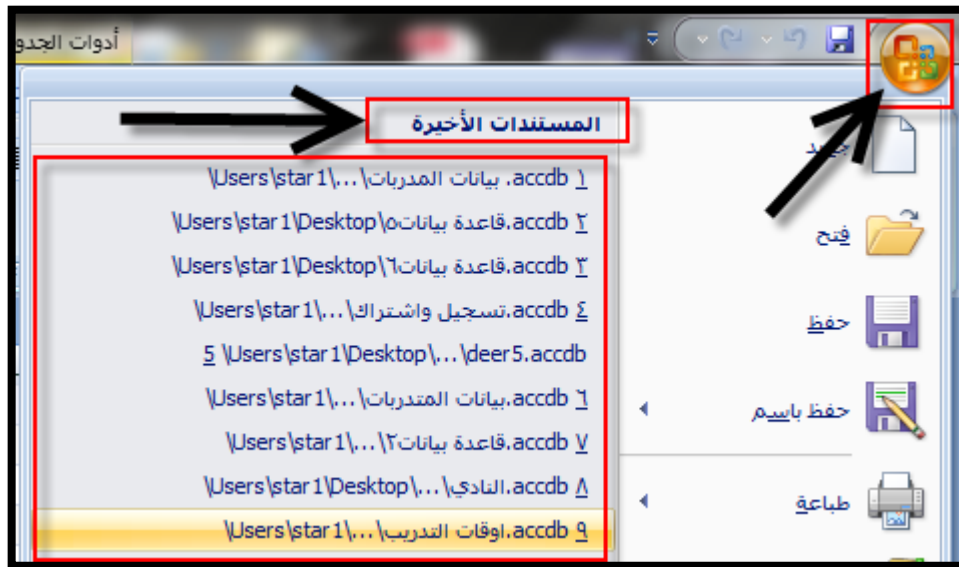 أدوات الجدو
المستندات الأخيرة
١ \Users\star1\...\بيانات المدربات.accdb
٢ \Users\star1\Desktop\قاعدة بيانات٥.accdb
٣ \Users\star1\Desktop\قاعدة بيانات٦.accdb
٤ \Users\star1\...\تسجيل واشتراك.accdb
5 \Users\star1\Desktop\...\deer5.accdb
٦ \Users\star1\...\بيانات المتدربات.accdb
٧ \Users\star1\...\قاعدة بيانات٢.accdb
٨ \Users\star1\Desktop\...\النادي.accdb
٩ \Users\star1\...\اوقات التدريب.accdb
جديد
فتح
حفظ
حفظ باسم
طباعة